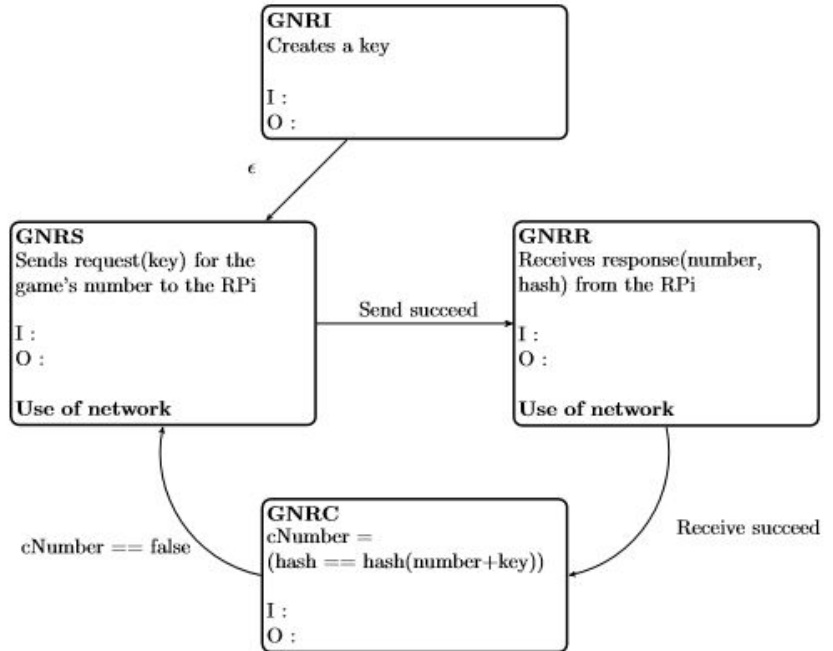 GNRI
Creates a key
I :
O :
ϵ
GNRS
Sends request(key) for the
game's number to the RPi
I :
O :
Use of network
Send succeed
GNRR
Receives response(number,
hash) from the RPi
I :
O :
Use of network
cNumber == false
GNRC
cNumber =
(hash == hash(number+key))
I :
O :
Receive succeed